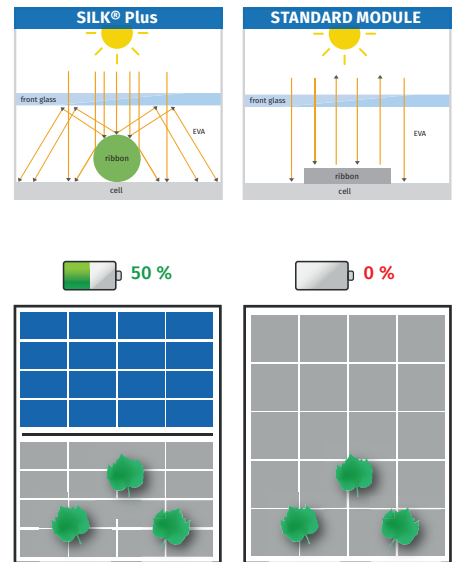 SILK® Plus
front glass
EVA
ribbon
cell
STANDARD MODULE
front glass
EVA
ribbon
cell
50 %
0 %